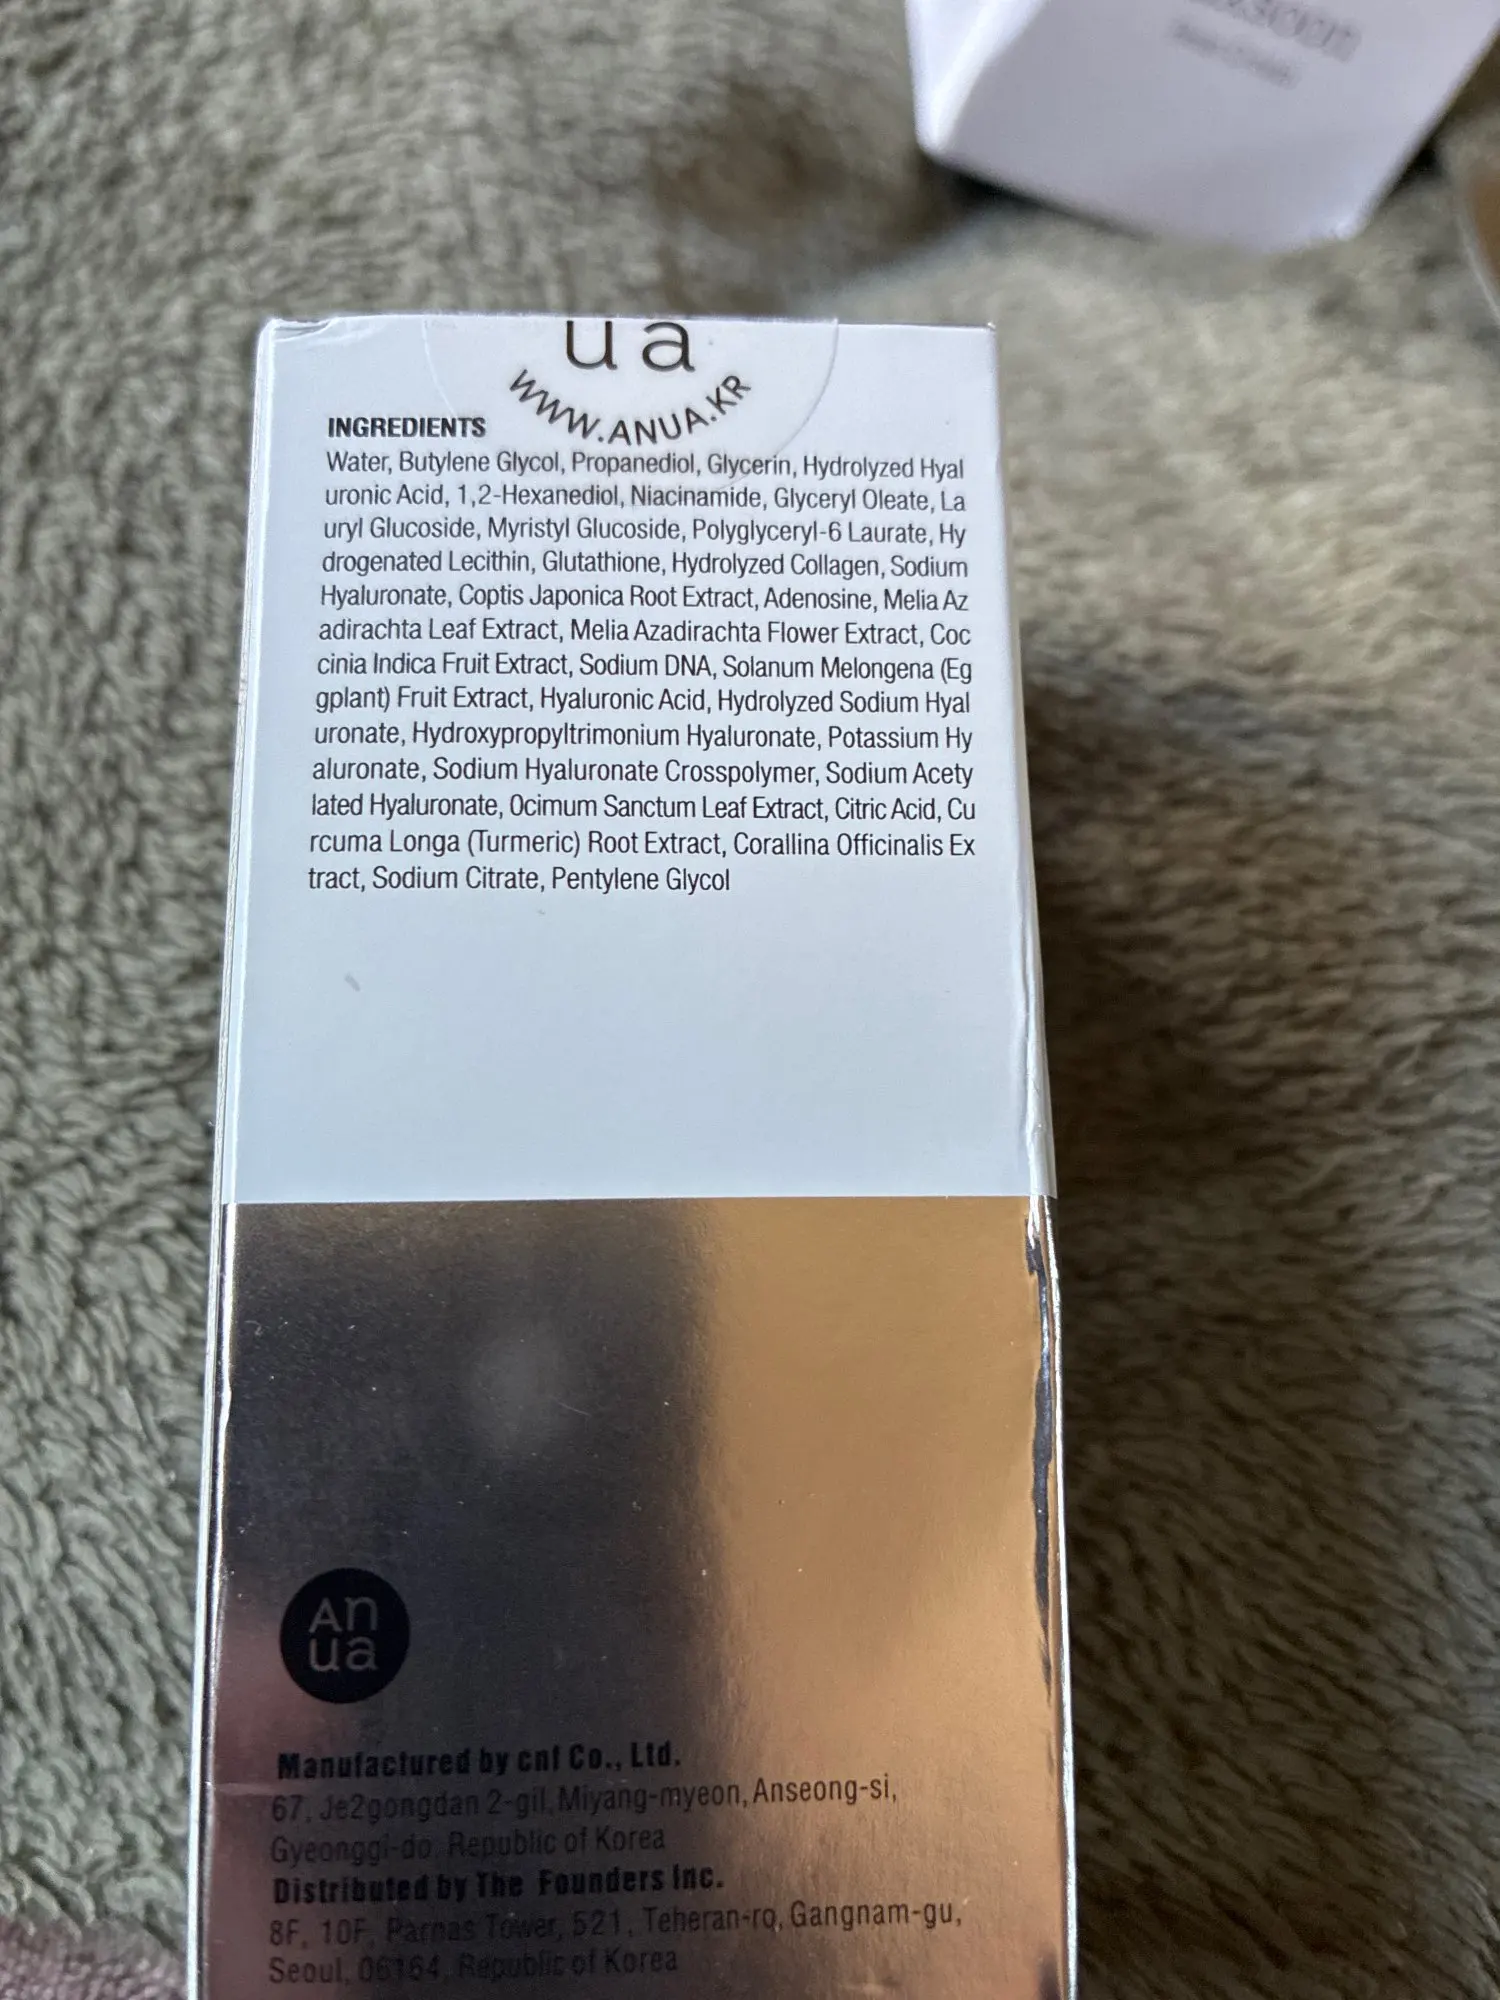 ua
WWW.ANUA.KR
INGREDIENTS
Water, Butylene Glycol, Propanediol, Glycerin, Hydrolyzed Hyal
uronic Acid, 1,2-Hexanediol, Niacinamide, Glyceryl Oleate, La
uryl Glucoside, Myristyl Glucoside, Polyglyceryl-6 Laurate, Hy
drogenated Lecithin, Glutathione, Hydrolyzed Collagen, Sodium
Hyaluronate, Coptis Japonica Root Extract, Adenosine, Melia Az
adirachta Leaf Extract, Melia Azadirachta Flower Extract, Coc
cinia Indica Fruit Extract, Sodium DNA, Solanum Melongena (Eg
gplant) Fruit Extract, Hyaluronic Acid, Hydrolyzed Sodium Hyal
uronate, Hydroxypropyltrimonium Hyaluronate, Potassium Hy
aluronate, Sodium Hyaluronate Crosspolymer, Sodium Acety
lated Hyaluronate, Ocimum Sanctum Leaf Extract, Citric Acid, Cu
rcuma Longa (Turmeric) Root Extract, Corallina Officinalis Ex
tract, Sodium Citrate, Pentylene Glycol
An
ua
Manufactured by cnf Co., Ltd.
67, Je2gongdan 2-gil, Miyang-myeon, Anseong-si,
Gyeonggi-do, Republic of Korea
Distributed by The Founders Inc.
8F, 10F, Parnas Tower, 521, Teheran-ro, Gangnam-gu,
Seoul, 06164, Republic of Korea